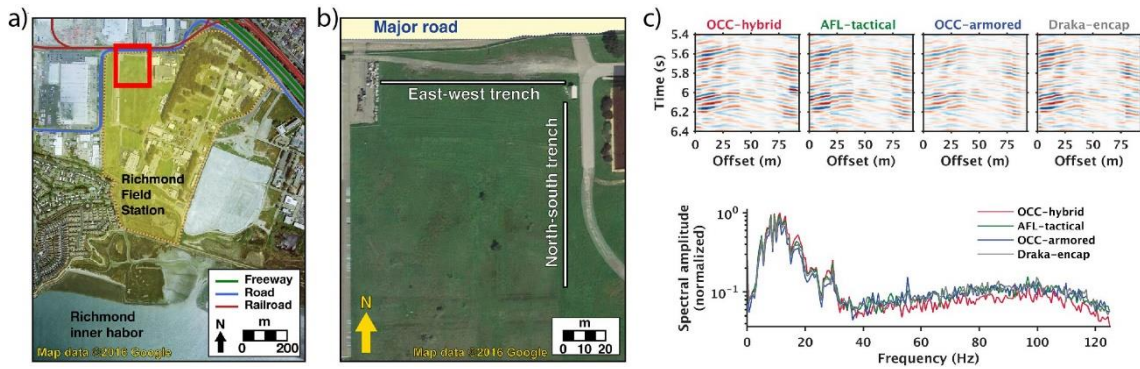 a)
Richmond
Field
Station
Freeway
Road
Railroad
N
m
0
200
Richmond
inner habor
Map data ©2016 Google
b)
Major road
East-west trench
North-south trench
N
m
0 10 20
Map data ©2016 Google
c)
OCC-hybrid AFL-tactical OCC-armored Draka-encap
Time (s)
5.4
5.6
5.8
6.0
6.2
6.4
0 25 50 75
0 25 50 75
0 25 50 75
0 25 50 75
Offset (m) Offset (m) Offset (m) Offset (m)
Spectral amplitude
(normalized)
10⁰
10⁻¹
OCC-hybrid
AFL-tactical
OCC-armored
Draka-encap
0 20 40 60 80 100 120
Frequency (Hz)